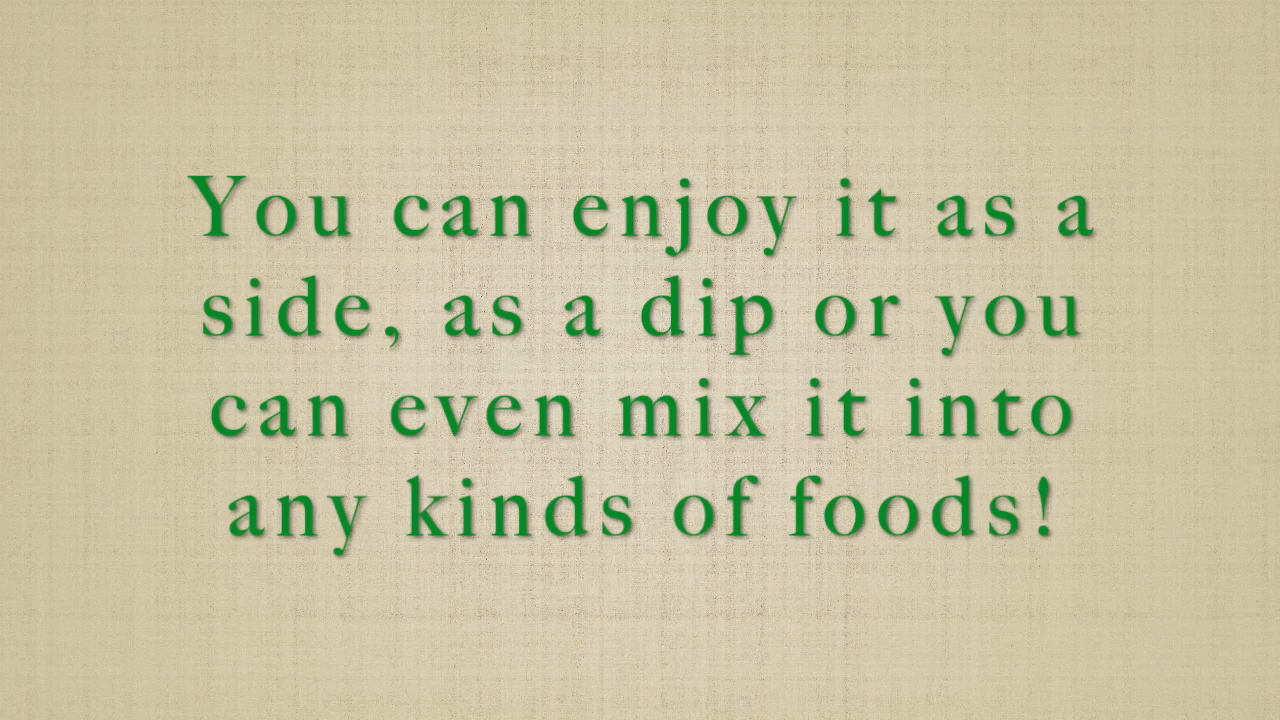 You can enjoy it as a
side, as a dip or you
can even mix it into
any kinds of foods!